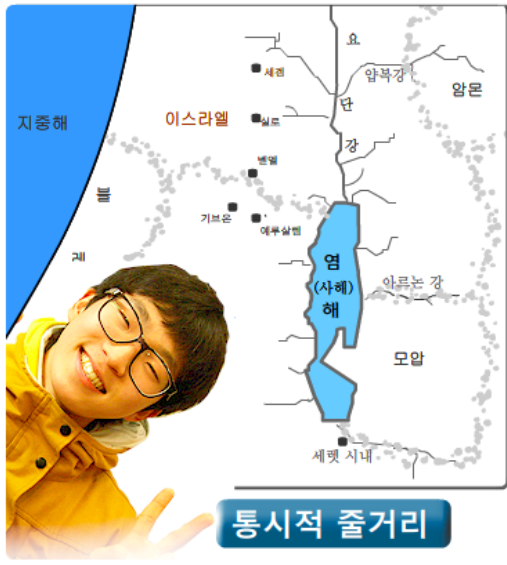 요
세겜
얍복강
암몬
지중해
이스라엘
단
실로
강
벧엘
블
기브온
예루살렘
레
염
(사해)
해
아르논 강
모압
세렛 시내
통시적 줄거리